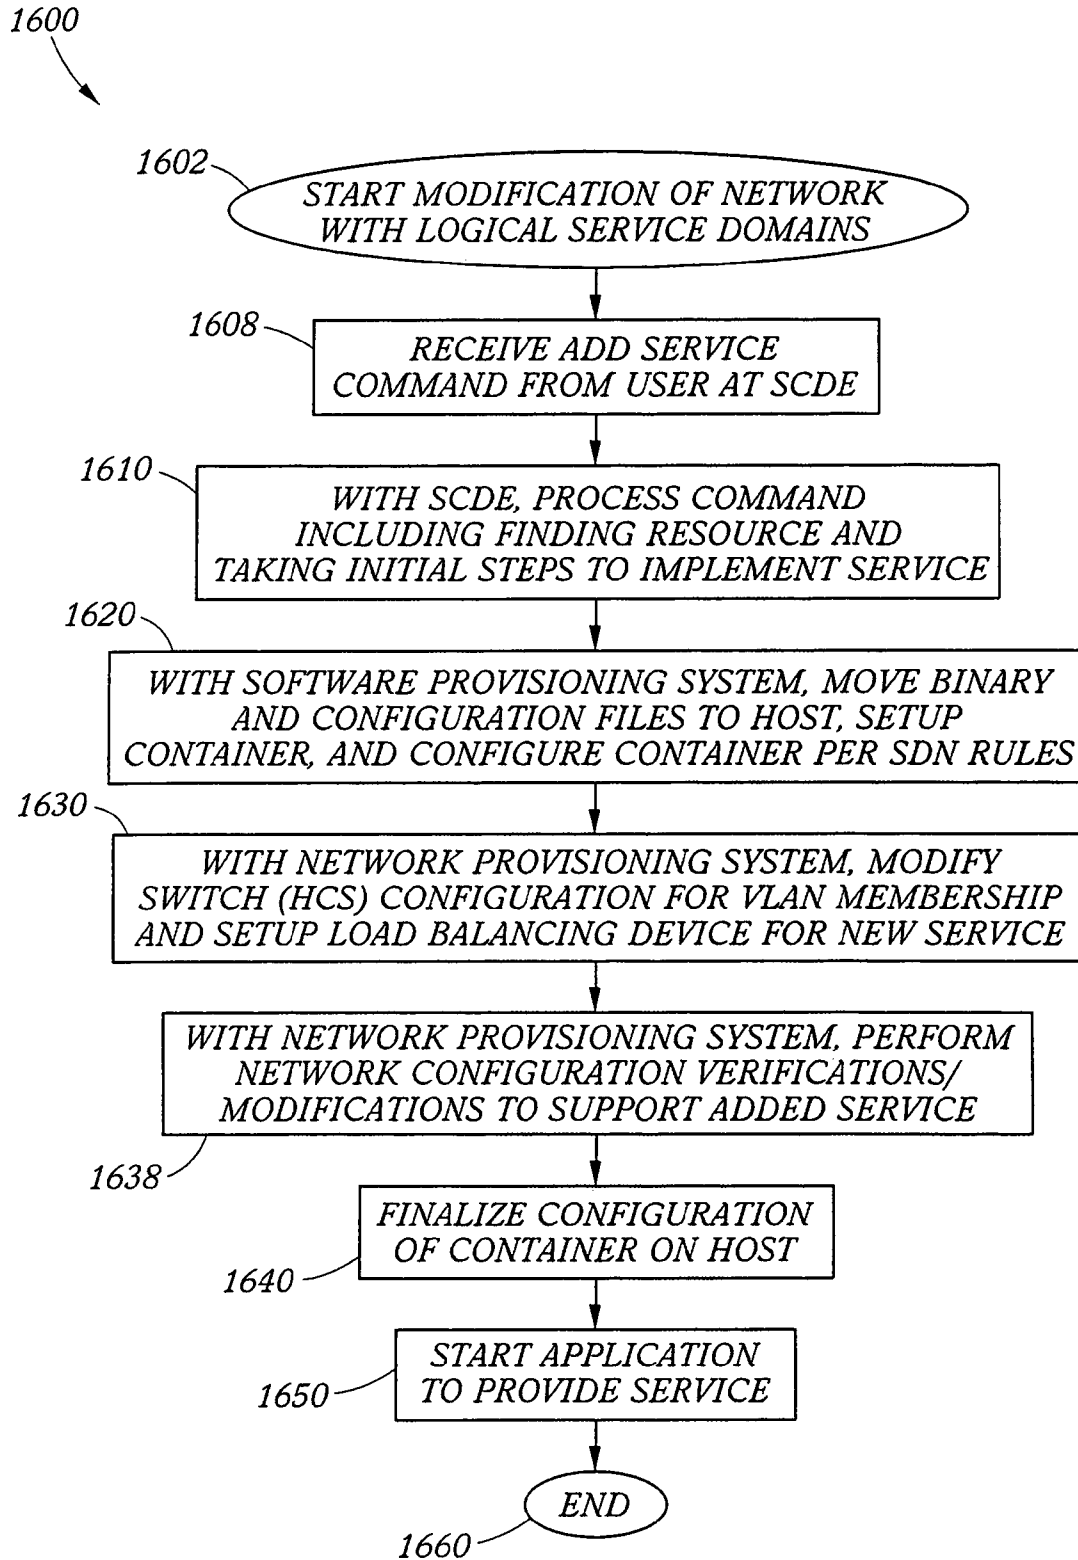 1600
1602
START MODIFICATION OF NETWORK
WITH LOGICAL SERVICE DOMAINS
1608
RECEIVE ADD SERVICE
COMMAND FROM USER AT SCDE
1610
WITH SCDE, PROCESS COMMAND
INCLUDING FINDING RESOURCE AND
TAKING INITIAL STEPS TO IMPLEMENT SERVICE
1620
WITH SOFTWARE PROVISIONING SYSTEM, MOVE BINARY
AND CONFIGURATION FILES TO HOST, SETUP
CONTAINER, AND CONFIGURE CONTAINER PER SDN RULES
1630
WITH NETWORK PROVISIONING SYSTEM, MODIFY
SWITCH (HCS) CONFIGURATION FOR VLAN MEMBERSHIP
AND SETUP LOAD BALANCING DEVICE FOR NEW SERVICE
WITH NETWORK PROVISIONING SYSTEM, PERFORM
NETWORK CONFIGURATION VERIFICATIONS/
MODIFICATIONS TO SUPPORT ADDED SERVICE
1638
FINALIZE CONFIGURATION
OF CONTAINER ON HOST
1640
START APPLICATION
TO PROVIDE SERVICE
1650
END
1660